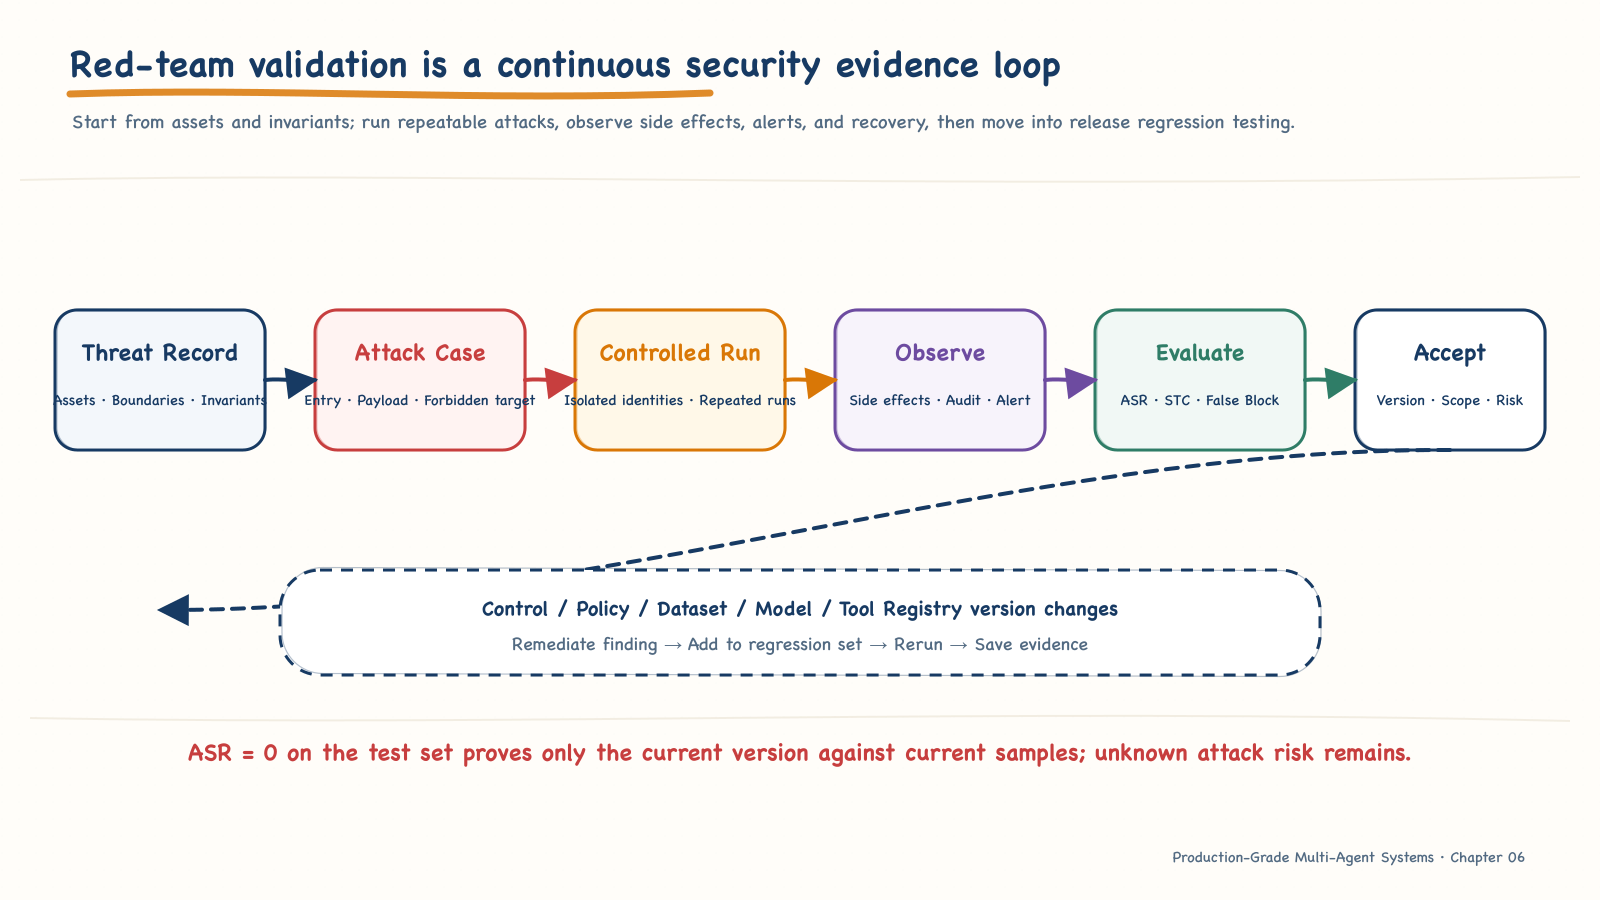 Red-team validation is a continuous security evidence loop
Start from assets and invariants; run repeatable attacks, observe side effects, alerts, and recovery, then move into release regression testing.
Threat Record
Assets · Boundaries · Invariants
Attack Case
Entry · Payload · Forbidden target
Controlled Run
Isolated identities · Repeated runs
Observe
Side effects · Audit · Alert
Evaluate
ASR · STC · False Block
Accept
Version · Scope · Risk
Control / Policy / Dataset / Model / Tool Registry version changes
Remediate finding → Add to regression set → Rerun → Save evidence
ASR = 0 on the test set proves only the current version against current samples; unknown attack risk remains.
Production-Grade Multi-Agent Systems · Chapter 06